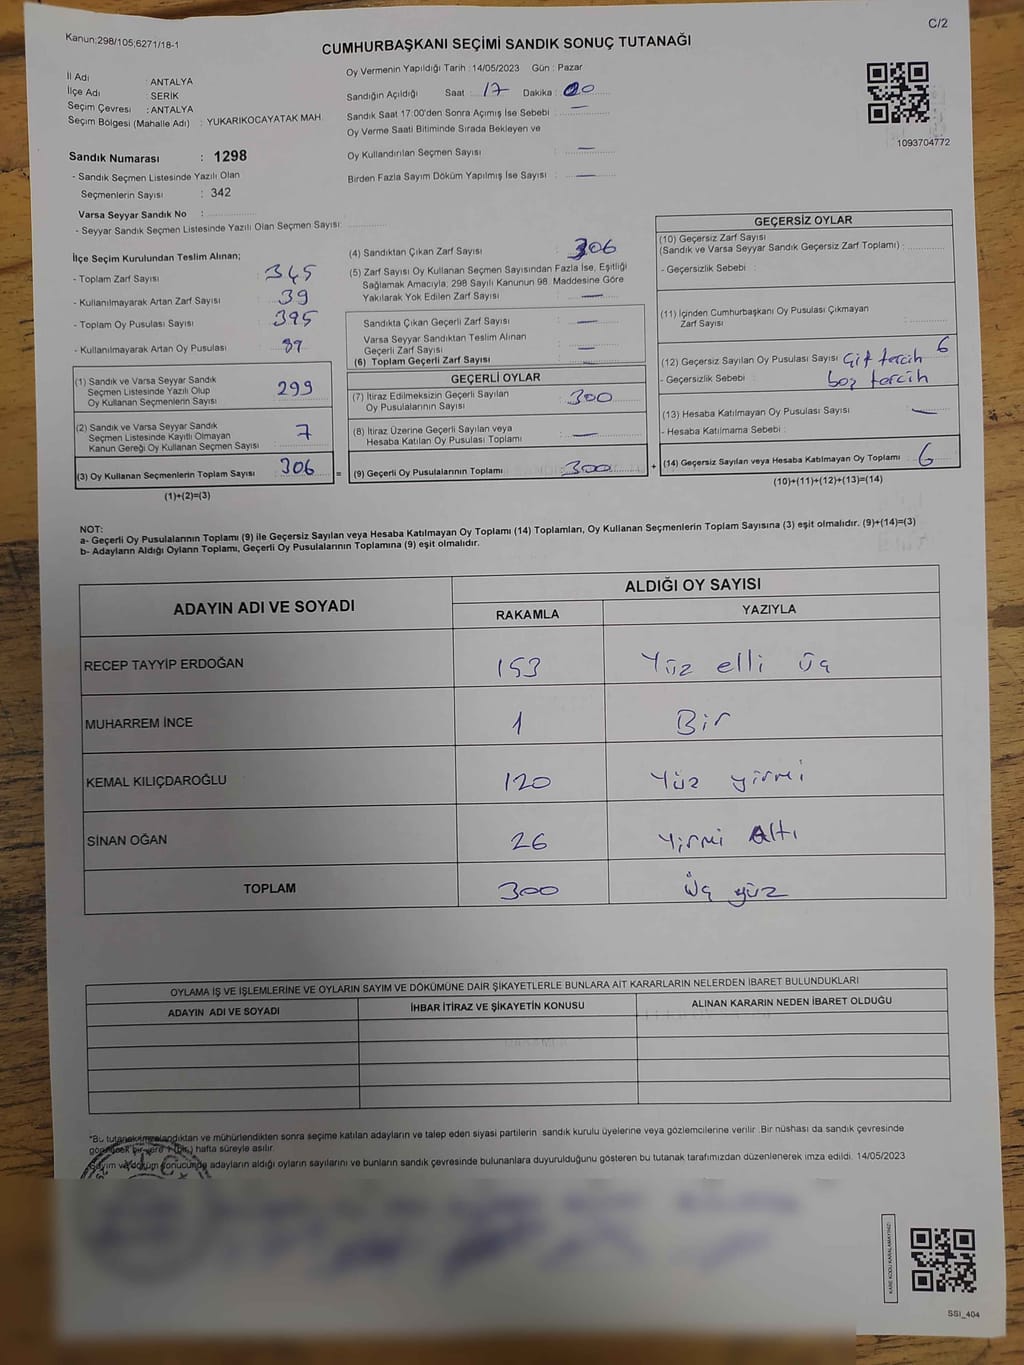 Kanun;298/105;6271/18-1
C/2
CUMHURBAŞKANI SEÇİMİ SANDIK SONUÇ TUTANAĞI
İl Adı : ANTALYA
İlçe Adı : SERİK
Seçim Çevresi : ANTALYA
Seçim Bölgesi (Mahalle Adı) : YUKARIKOCAYATAK MAH.
Sandık Numarası : 1298
- Sandık Seçmen Listesinde Yazılı Olan
Seçmenlerin Sayısı : 342
Varsa Seyyar Sandık No :
- Seyyar Sandık Seçmen Listesinde Yazılı Olan Seçmen Sayısı:
Oy Vermenin Yapıldığı Tarih : 14/05/2023 Gün : Pazar
Sandığın Açıldığı Saat : 17 Dakika : 00
Sandık Saat 17:00'den Sonra Açımış İse Sebebi : —
Oy Verme Saati Bitiminde Sırada Bekleyen ve
Oy Kullandırılan Seçmen Sayısı : —
Birden Fazla Sayım Döküm Yapılmış İse Sayısı : —
1093704772
İlçe Seçim Kurulundan Teslim Alınan;
- Toplam Zarf Sayısı : 345
- Kullanılmayarak Artan Zarf Sayısı : 39
- Toplam Oy Pusulası Sayısı : 395
- Kullanılmayarak Artan Oy Pusulası : 89
(1) Sandık ve Varsa Seyyar Sandık
Seçmen Listesinde Yazılı Olup
Oy Kullanan Seçmenlerin Sayısı : 299
(2) Sandık ve Varsa Seyyar Sandık
Seçmen Listesinde Kayıtlı Olmayan
Kanun Gereği Oy Kullanan Seçmen Sayısı : 7
(3) Oy Kullanan Seçmenlerin Toplam Sayısı : 306 =
(1)+(2)=(3)
(4) Sandıktan Çıkan Zarf Sayısı : 306
(5) Zarf Sayısı Oy Kullanan Seçmen Sayısından Fazla İse, Eşitliği
Sağlamak Amacıyla; 298 Sayılı Kanunun 98. Maddesine Göre
Yakılarak Yok Edilen Zarf Sayısı : —
Sandıkta Çıkan Geçerli Zarf Sayısı : —
Varsa Seyyar Sandıktan Teslim Alınan
Geçerli Zarf Sayısı : —
(6) Toplam Geçerli Zarf Sayısı : —
GEÇERLİ OYLAR
(7) İtiraz Edilmeksizin Geçerli Sayılan
Oy Pusulalarının Sayısı : 300
(8) İtiraz Üzerine Geçerli Sayılan veya
Hesaba Katılan Oy Pusulası Toplamı : —
(9) Geçerli Oy Pusulalarının Toplamı : 300 +
GEÇERSİZ OYLAR
(10) Geçersiz Zarf Sayısı
(Sandık ve Varsa Seyyar Sandık Geçersiz Zarf Toplamı) :
- Geçersizlik Sebebi :
(11) İçinden Cumhurbaşkanı Oy Pusulası Çıkmayan
Zarf Sayısı :
(12) Geçersiz Sayılan Oy Pusulası Sayısı : Çift tercih 6
- Geçersizlik Sebebi : boş tercih
(13) Hesaba Katılmayan Oy Pusulası Sayısı : —
- Hesaba Katılmama Sebebi :
(14) Geçersiz Sayılan veya Hesaba Katılmayan Oy Toplamı : 6
(10)+(11)+(12)+(13)=(14)
NOT:
a- Geçerli Oy Pusulalarının Toplamı (9) ile Geçersiz Sayılan veya Hesaba Katılmayan Oy Toplamı (14) Toplamları, Oy Kullanan Seçmenlerin Toplam Sayısına (3) eşit olmalıdır. (9)+(14)=(3)
b- Adayların Aldığı Oyların Toplamı, Geçerli Oy Pusulalarının Toplamına (9) eşit olmalıdır.
ADAYIN ADI VE SOYADI ALDIĞI OY SAYISI
RAKAMLA YAZIYLA
RECEP TAYYİP ERDOĞAN 153 Yüz elli üç
MUHARREM İNCE 1 Bir
KEMAL KILIÇDAROĞLU 120 Yüz yirmi
SİNAN OĞAN 26 Yirmi Altı
TOPLAM 300 Üç yüz
OYLAMA İŞ VE İŞLEMLERİNE VE OYLARIN SAYIM VE DÖKÜMÜNE DAİR ŞİKAYETLERLE BUNLARA AİT KARARLARIN NELERDEN İBARET BULUNDUKLARI
ADAYIN ADI VE SOYADI İHBAR İTİRAZ VE ŞİKAYETİN KONUSU ALINAN KARARIN NEDEN İBARET OLDUĞU
*Bu tutanak imzalandıktan ve mühürlendikten sonra seçime katılan adayların ve talep eden siyasi partilerin sandık kurulu üyelerine veya gözlemcilerine verilir. Bir nüshası da sandık çevresinde
görülecek bir yere 1 (bir) hafta süreyle asılır.
Sayım ve döküm sonucunda adayların aldığı oyların sayılarını ve bunların sandık çevresinde bulunanlara duyurulduğunu gösteren bu tutanak tarafımızdan düzenlenerek imza edildi. 14/05/2023
KARE KODU KARALAMAYINIZ!
SSİ_404